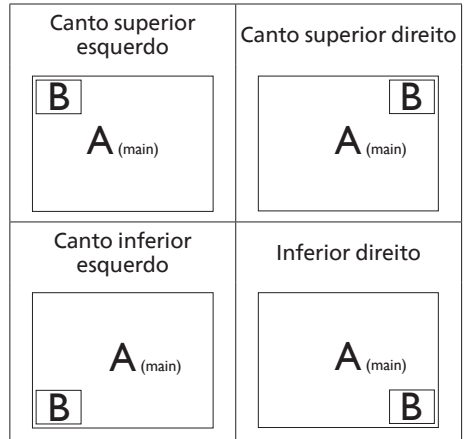 Canto superior
esquerdo
B
A (main)
Canto superior direito
B
A (main)
Canto inferior
esquerdo
A (main)
B
Inferior direito
A (main)
B